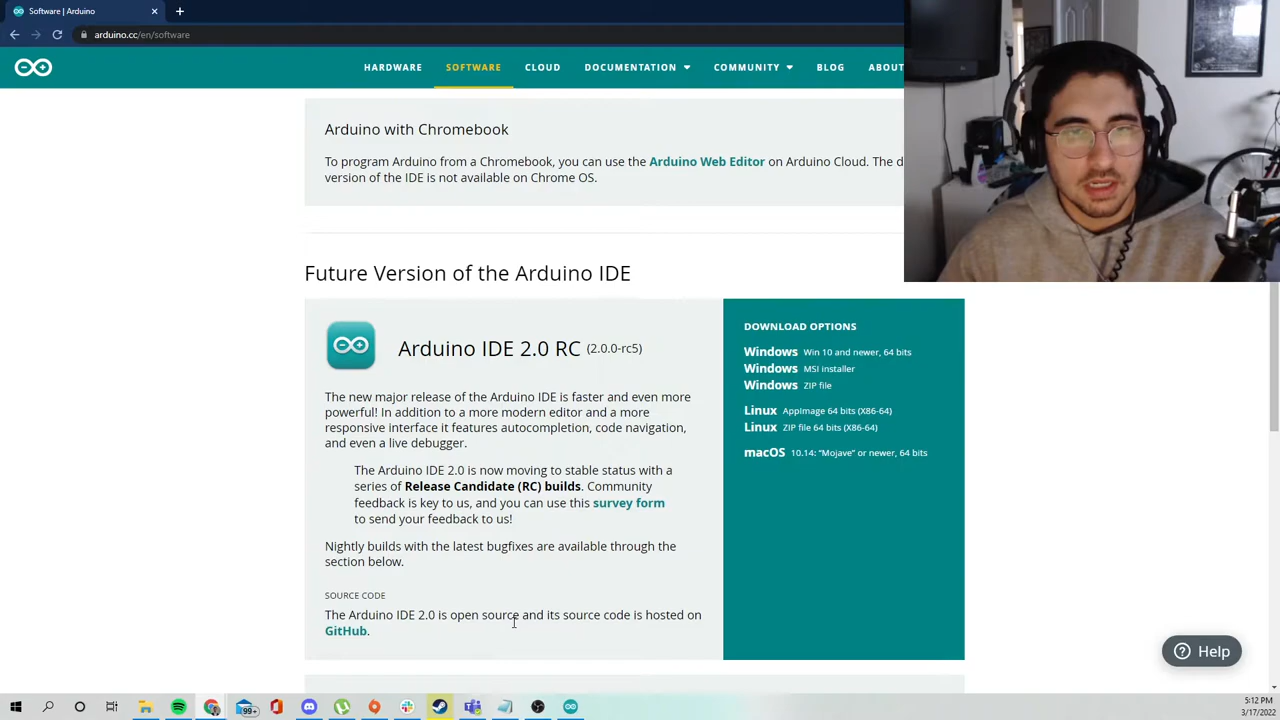 Software | Arduino
arduino.cc/en/software
HARDWARE SOFTWARE CLOUD DOCUMENTATION COMMUNITY BLOG ABOUT
Arduino with Chromebook
To program Arduino from a Chromebook, you can use the Arduino Web Editor on Arduino Cloud. The d
version of the IDE is not available on Chrome OS.
Future Version of the Arduino IDE
Arduino IDE 2.0 RC (2.0.0-rc5)
The new major release of the Arduino IDE is faster and even more
powerful! In addition to a more modern editor and a more
responsive interface it features autocompletion, code navigation,
and even a live debugger.
The Arduino IDE 2.0 is now moving to stable status with a
series of Release Candidate (RC) builds. Community
feedback is key to us, and you can use this survey form
to send your feedback to us!
Nightly builds with the latest bugfixes are available through the
section below.
SOURCE CODE
The Arduino IDE 2.0 is open source and its source code is hosted on
GitHub.
DOWNLOAD OPTIONS
Windows Win 10 and newer, 64 bits
Windows MSI installer
Windows ZIP file
Linux AppImage 64 bits (X86-64)
Linux ZIP file 64 bits (X86-64)
macOS 10.14: "Mojave" or newer, 64 bits
Help
99+
5:12 PM
3/17/2022